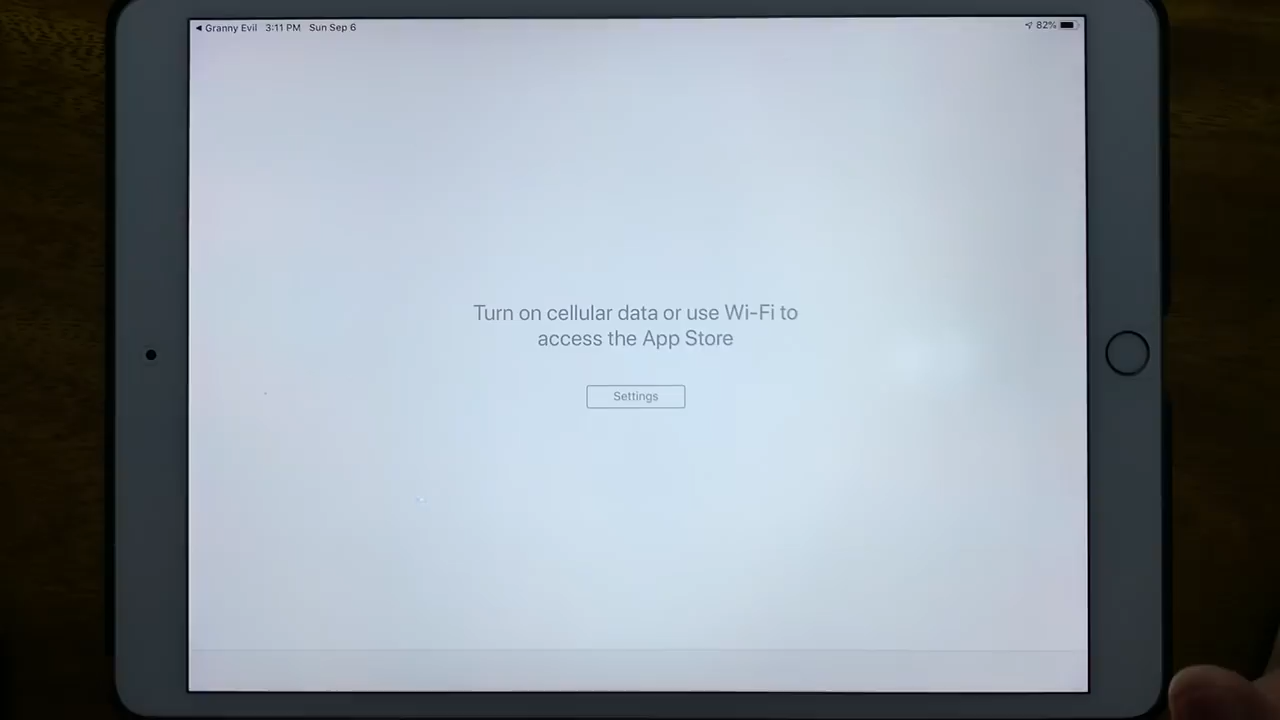 ◀ Granny Evil 3:11 PM Sun Sep 6 82%
Turn on cellular data or use Wi-Fi to
access the App Store
Settings